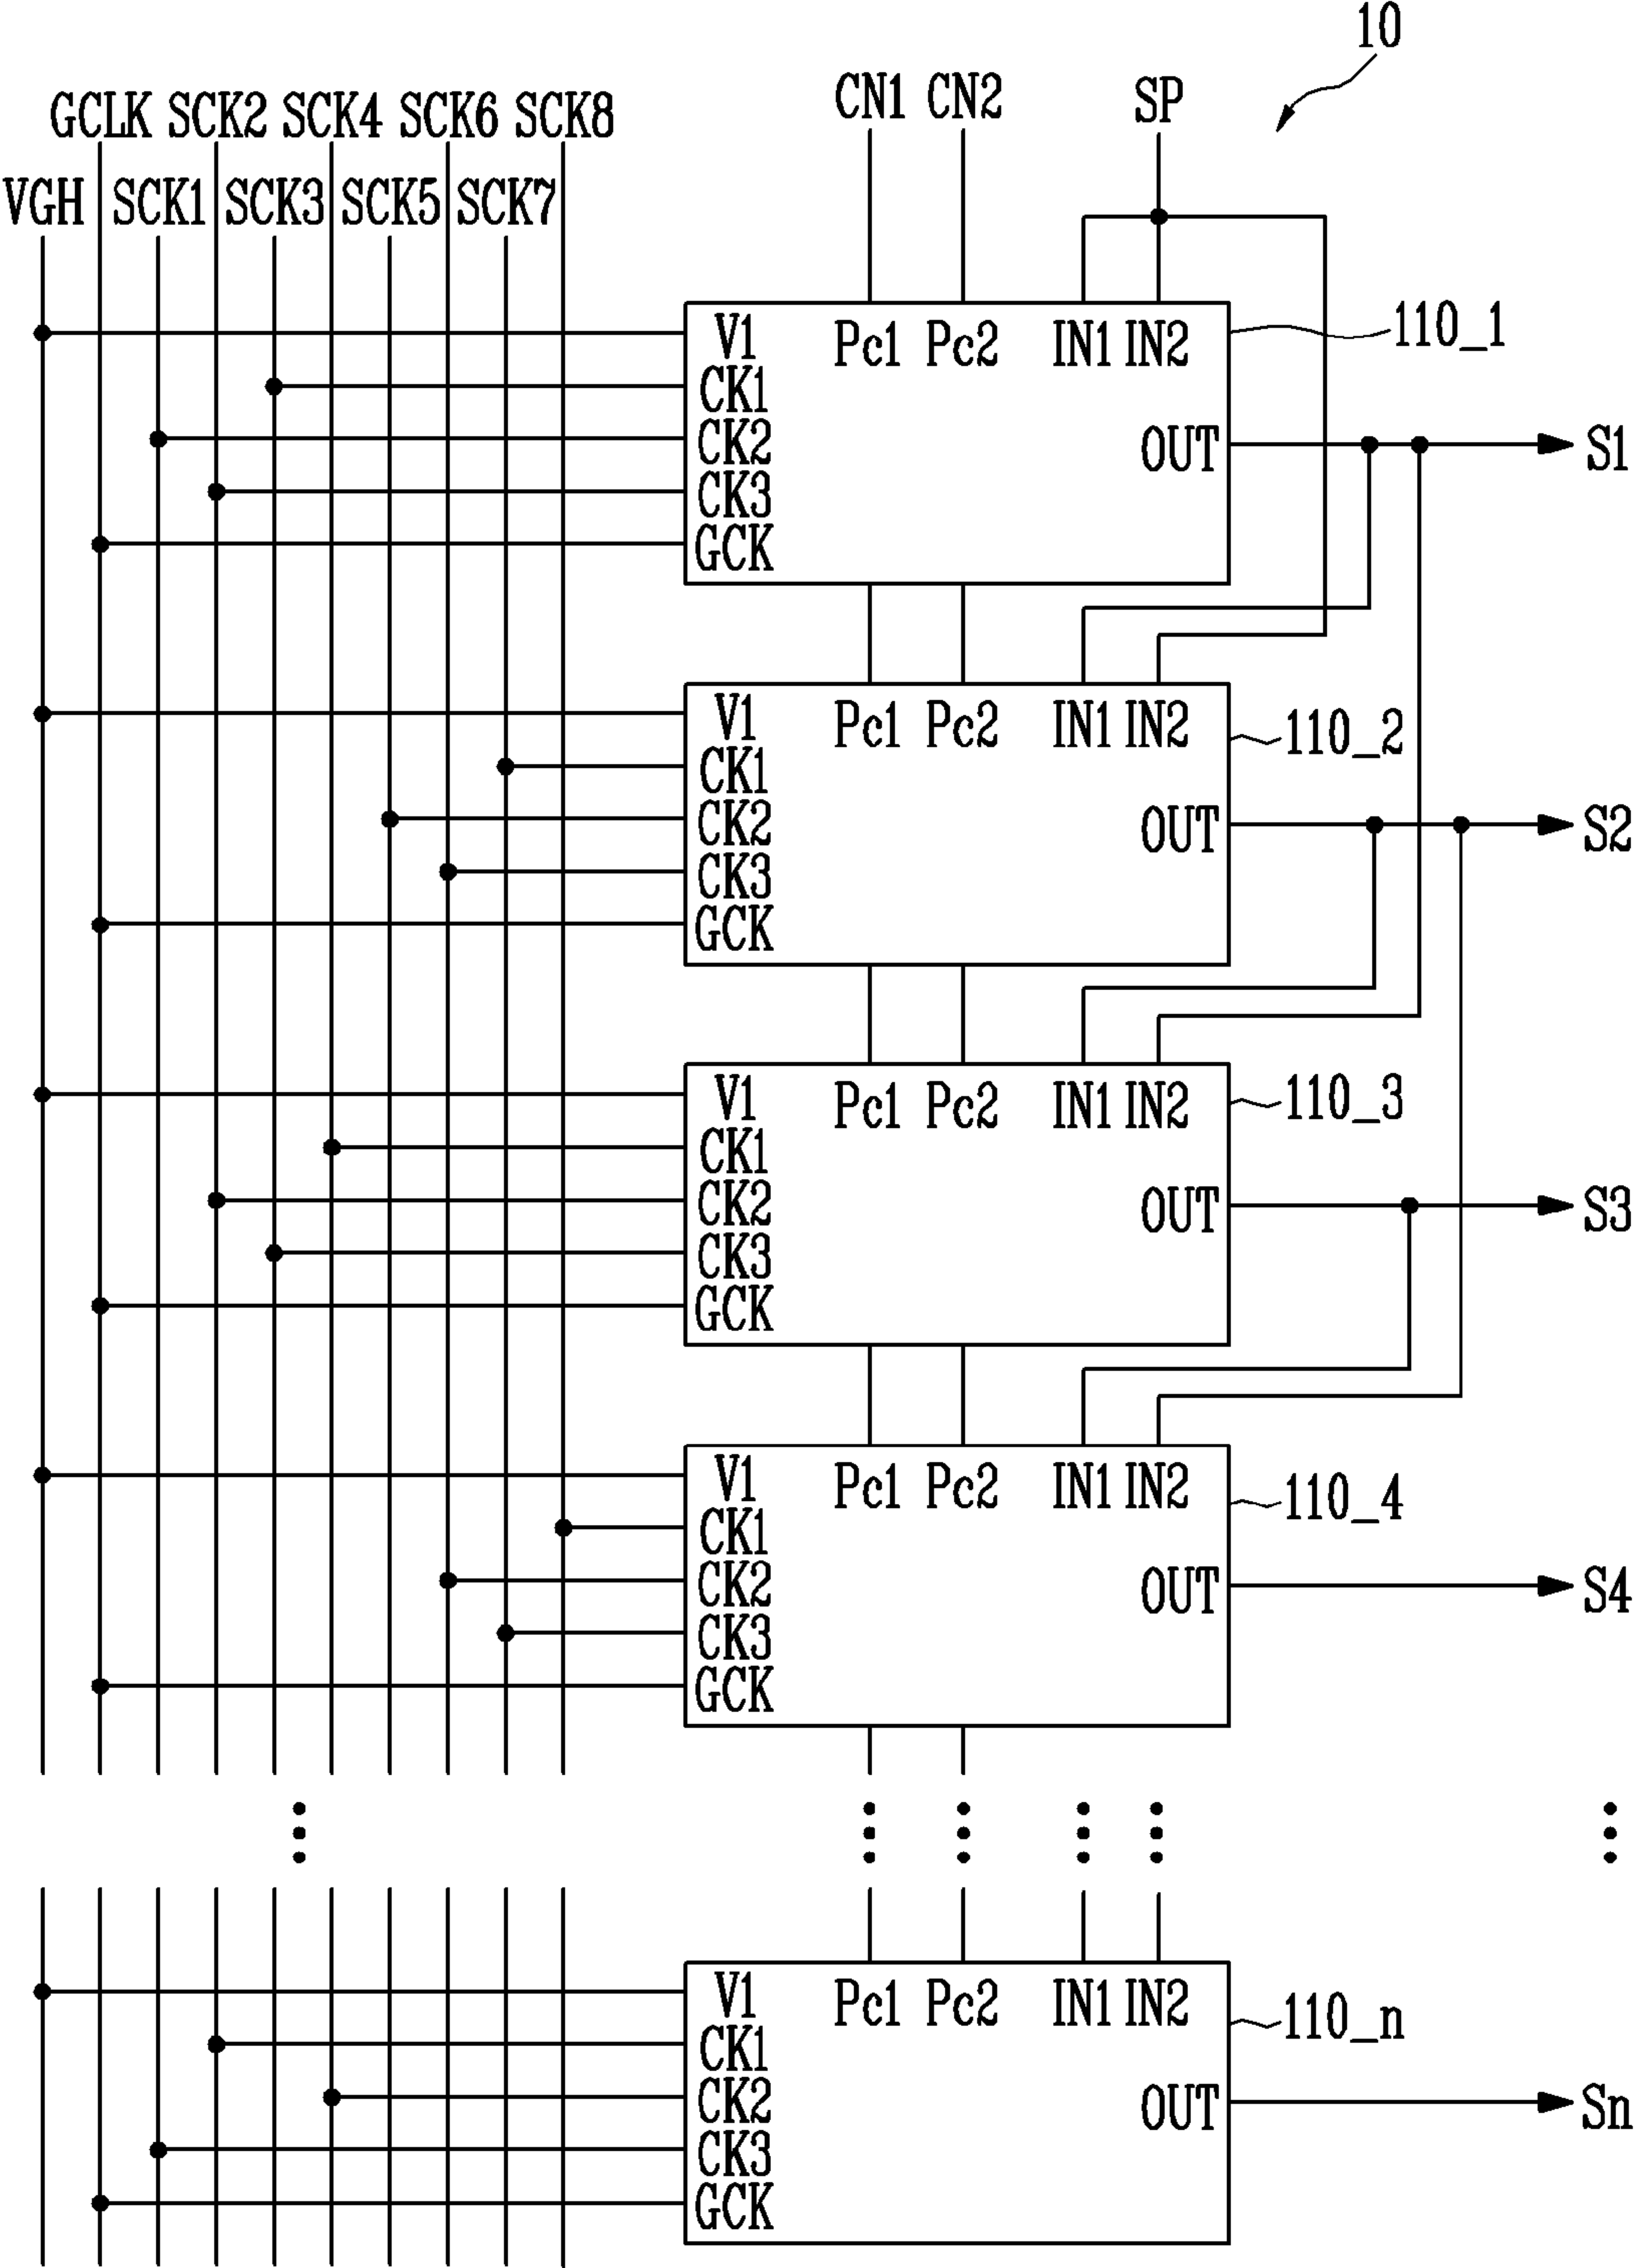 10
CN1 CN2 SP
GCLK SCK2 SCK4 SCK6 SCK8
VGH SCK1 SCK3 SCK5 SCK7
V1 Pc1 Pc2 IN1 IN2 110_1
CK1
CK2 OUT S1
CK3
GCK
V1 Pc1 Pc2 IN1 IN2 110_2
CK1
CK2 OUT S2
CK3
GCK
V1 Pc1 Pc2 IN1 IN2 110_3
CK1
CK2 OUT S3
CK3
GCK
V1 Pc1 Pc2 IN1 IN2 110_4
CK1
CK2 OUT S4
CK3
GCK
V1 Pc1 Pc2 IN1 IN2 110_n
CK1
CK2 OUT Sn
CK3
GCK